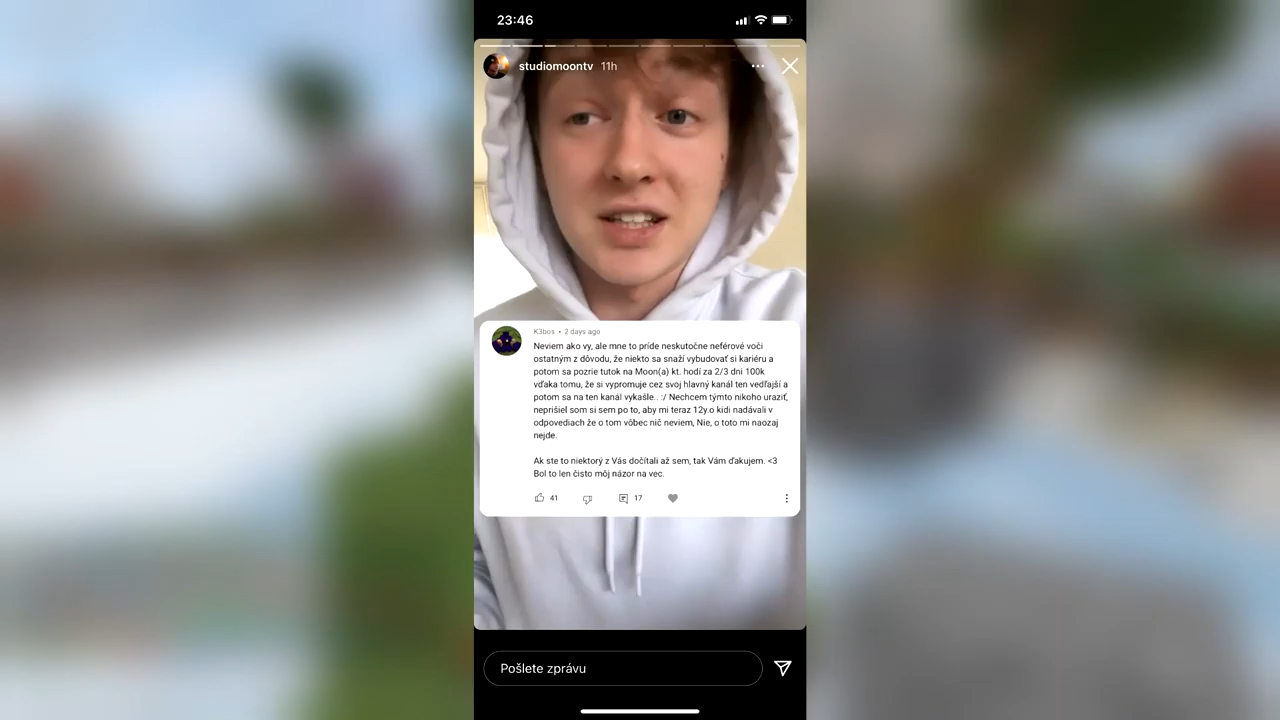 23:46
studiomoontv 11h
K3bos • 2 days ago
Neviem ako vy, ale mne to príde neskutočne neférové voči
ostatným z dôvodu, že niekto sa snaží vybudovať si kariéru a
potom sa pozrie tutok na Moon(a) kt. hodí za 2/3 dni 100k
vďaka tomu, že si vypromuje cez svoj hlavný kanál ten vedľajší a
potom sa na ten kanál vykašle.. :/ Nechcem týmto nikoho uraziť,
neprišiel som si sem po to, aby mi teraz 12y.o kidi nadávali v
odpovediach že o tom vôbec nič neviem, Nie, o toto mi naozaj
nejde.
Ak ste to niektorý z Vás dočítali až sem, tak Vám ďakujem. <3
Bol to len čisto môj názor na vec.
41 17
Pošlete zprávu